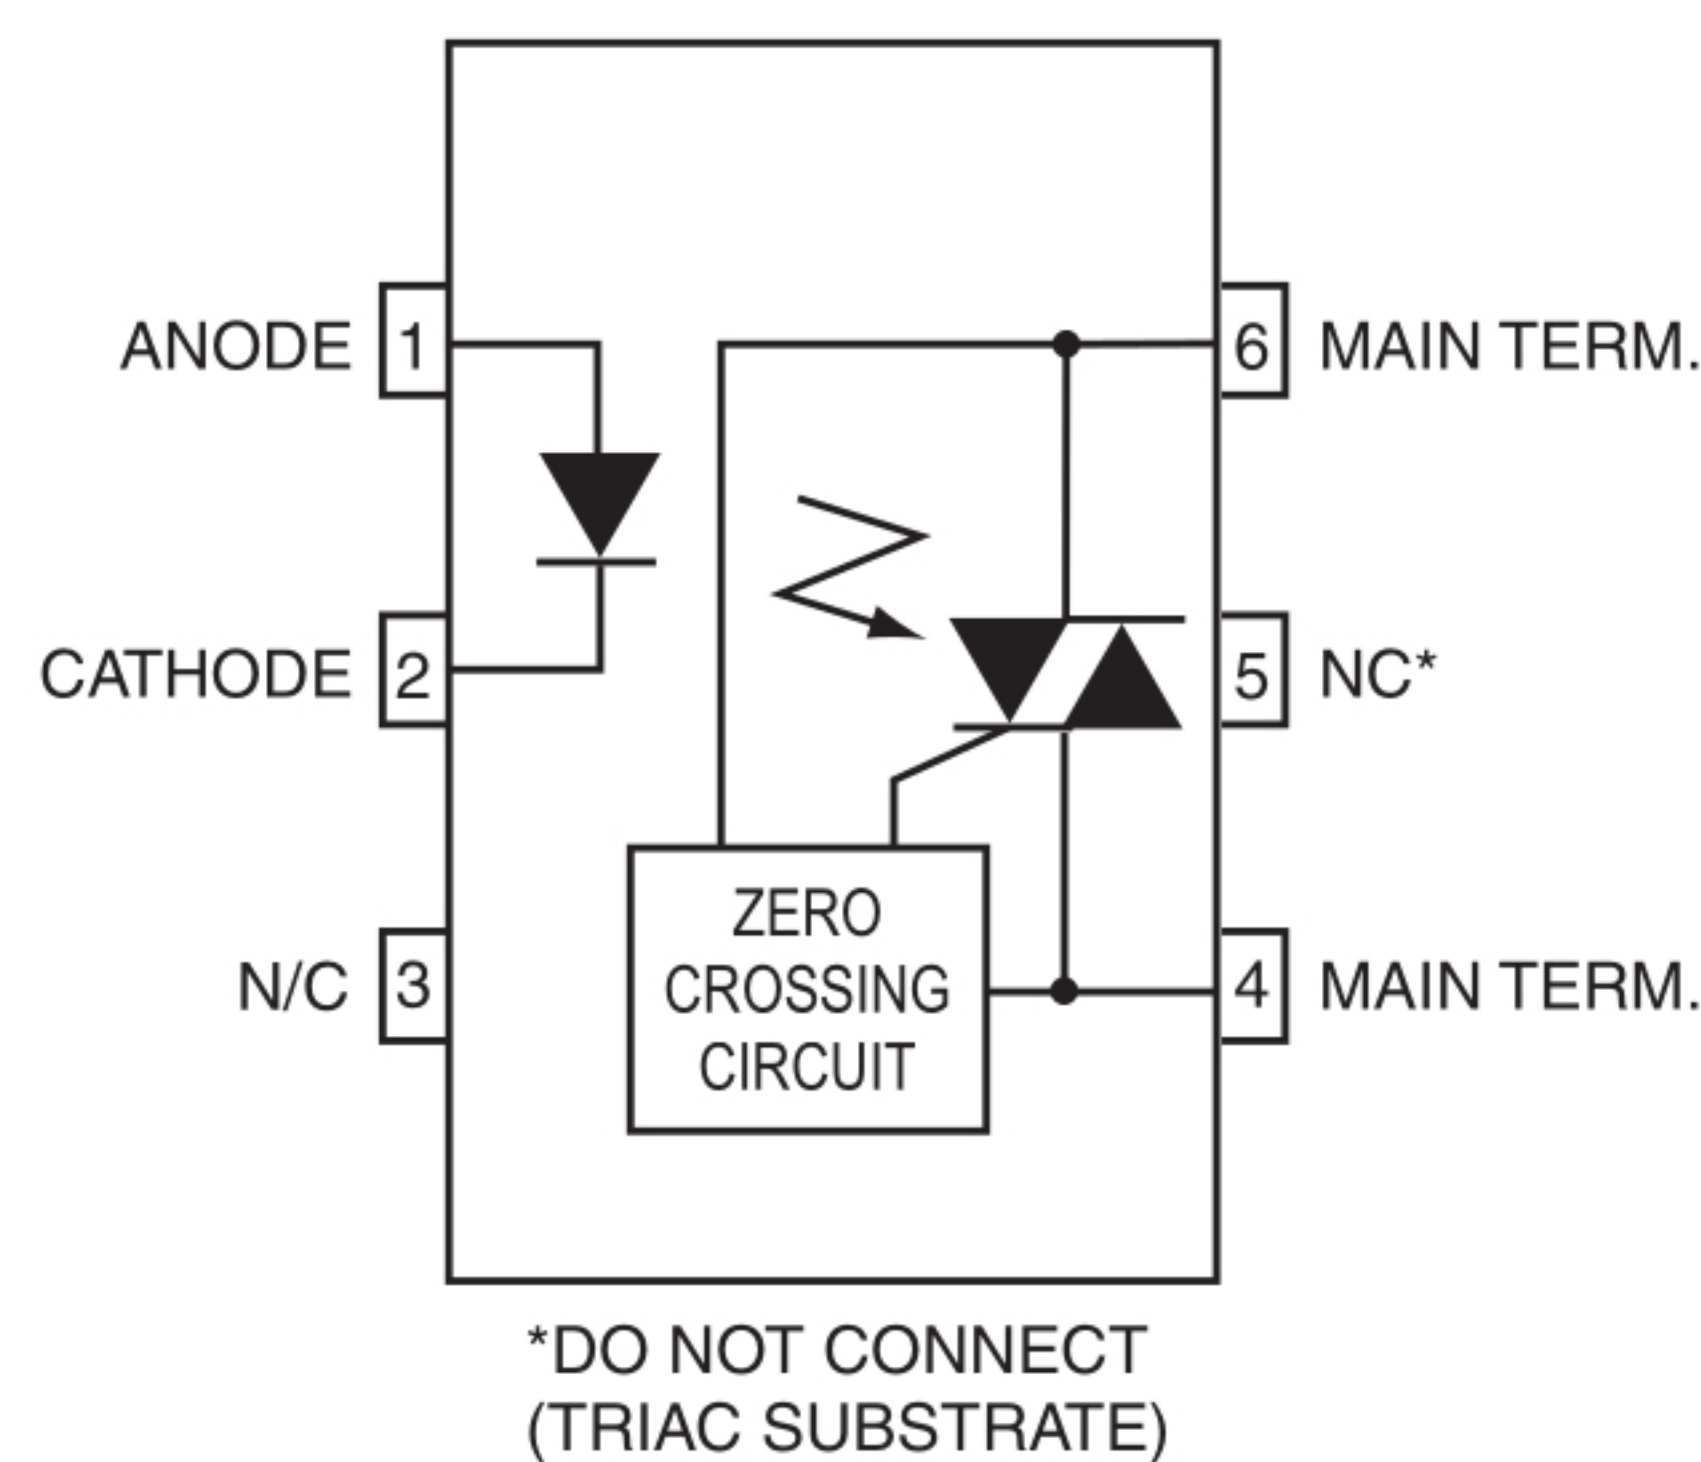 ANODE 1
6 MAIN TERM.
CATHODE 2
5 NC*
N/C 3
4 MAIN TERM.
ZERO
CROSSING
CIRCUIT
*DO NOT CONNECT
(TRIAC SUBSTRATE)